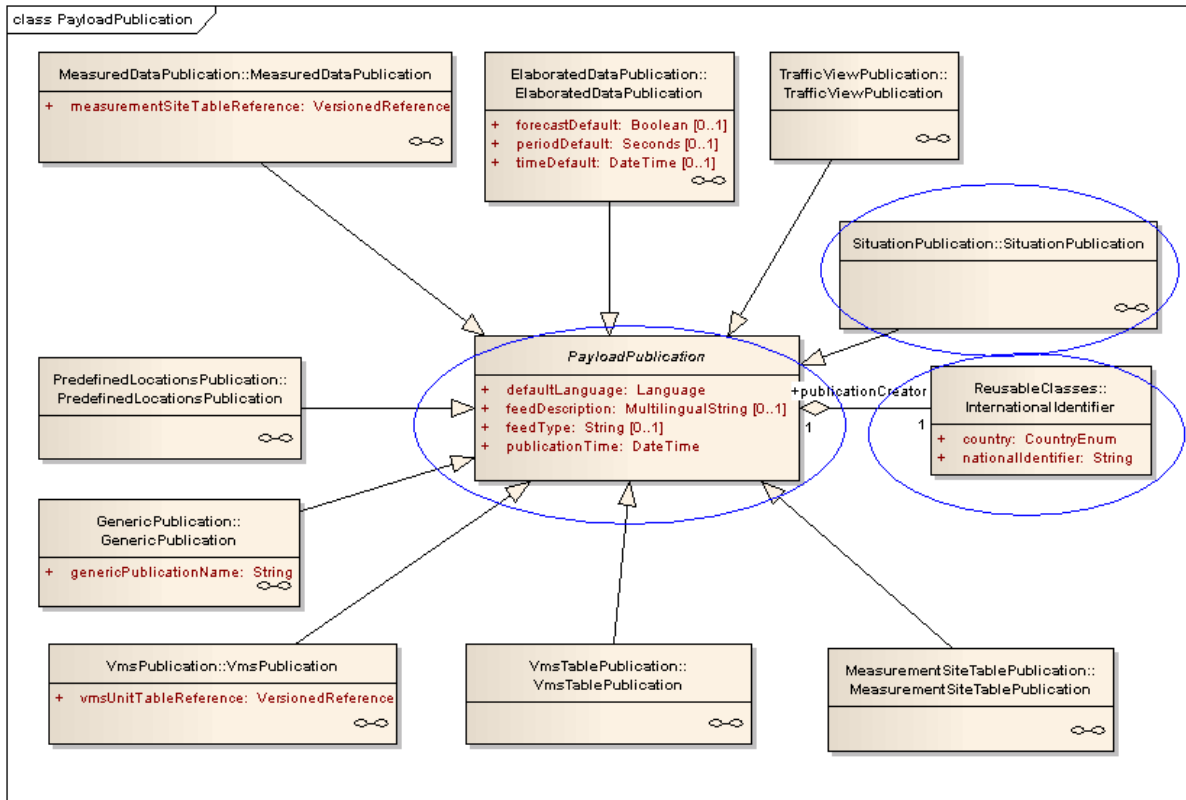 class PayloadPublication
MeasuredDataPublication::MeasuredDataPublication
+ measurementSiteTableReference: VersionedReference
ElaboratedDataPublication::
ElaboratedDataPublication
+ forecastDefault: Boolean [0..1]
+ periodDefault: Seconds [0..1]
+ timeDefault: DateTime [0..1]
TrafficViewPublication::
TrafficViewPublication
SituationPublication::SituationPublication
PayloadPublication
+ defaultLanguage: Language
+ feedDescription: MultilingualString [0..1]
+ feedType: String [0..1]
+ publicationTime: DateTime
+publicationCreator
1
1
ReusableClasses::
InternationalIdentifier
+ country: CountryEnum
+ nationalIdentifier: String
PredefinedLocationsPublication::
PredefinedLocationsPublication
GenericPublication::
GenericPublication
+ genericPublicationName: String
VmsPublication::VmsPublication
+ vmsUnitTableReference: VersionedReference
VmsTablePublication::
VmsTablePublication
MeasurementSiteTablePublication::
MeasurementSiteTablePublication